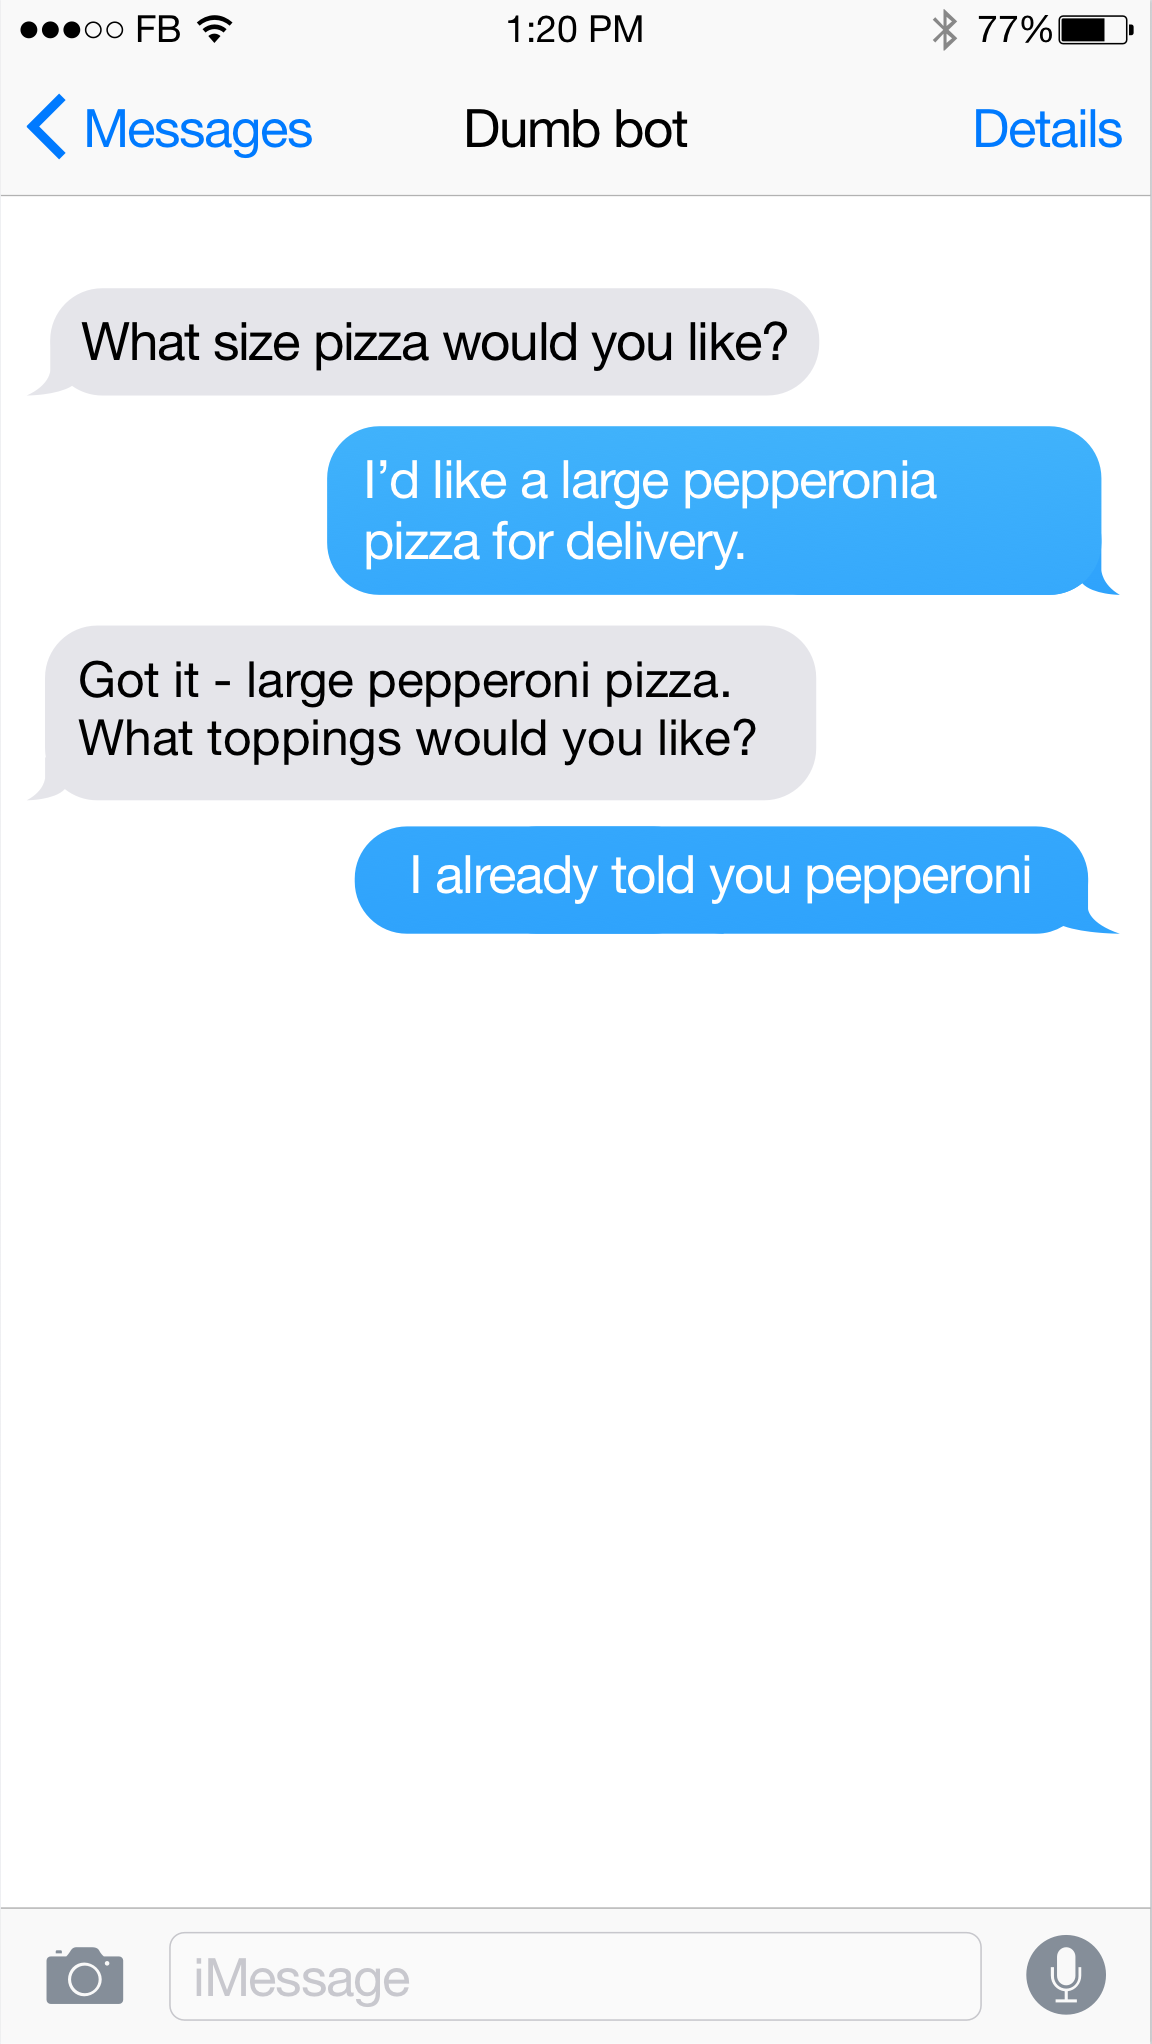 FB 1:20 PM 77%
Messages Dumb bot Details
What size pizza would you like?
I’d like a large pepperonia
pizza for delivery.
Got it - large pepperoni pizza.
What toppings would you like?
I already told you pepperoni
iMessage